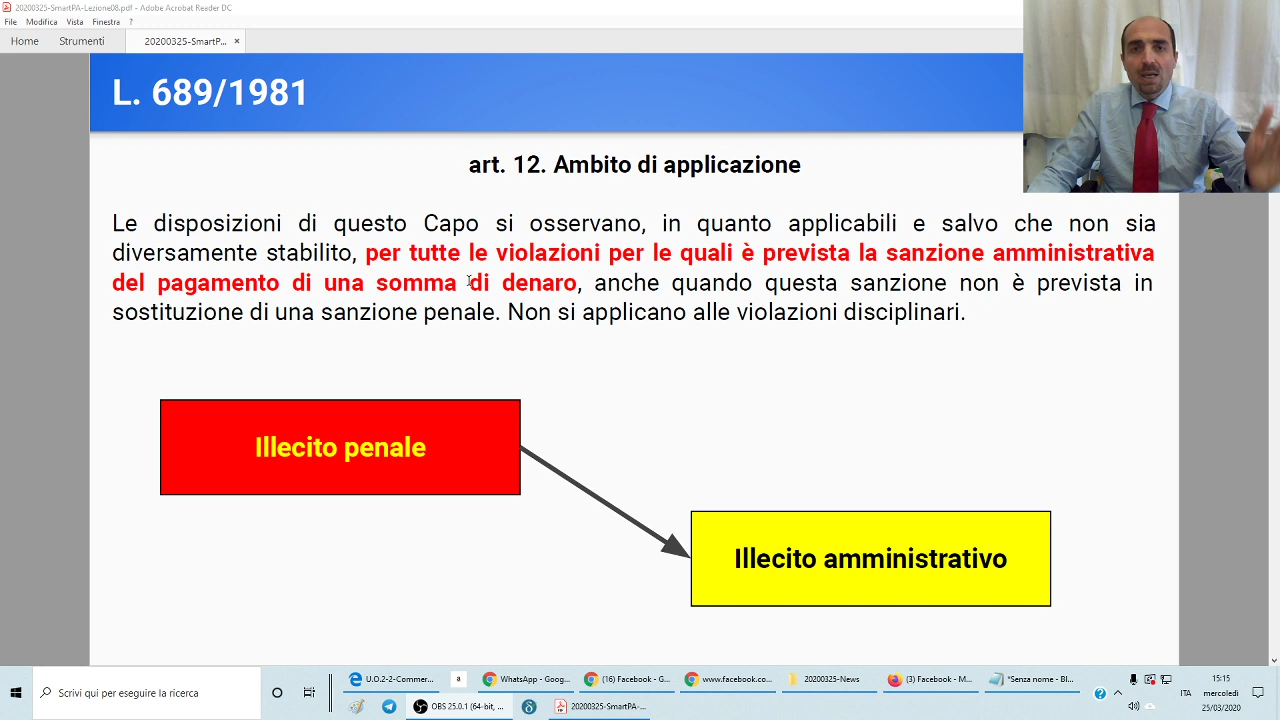 20200325-SmartPA-Lezione08.pdf - Adobe Acrobat Reader DC
File Modifica Vista Finestra ?
Home Strumenti 20200325-SmartP... ×
L. 689/1981
art. 12. Ambito di applicazione
Le disposizioni di questo Capo si osservano, in quanto applicabili e salvo che non sia
diversamente stabilito, per tutte le violazioni per le quali è prevista la sanzione amministrativa
del pagamento di una somma di denaro, anche quando questa sanzione non è prevista in
sostituzione di una sanzione penale. Non si applicano alle violazioni disciplinari.
Illecito penale
Illecito amministrativo
U.O.2-2-Commer... a WhatsApp - Goog... (16) Facebook - G... www.facebook.co... 20200325-News (3) Facebook - M... *Senza nome - Bl... 15:15
Scrivi qui per eseguire la ricerca ITA mercoledì
OBS 25.0.1 (64-bit, ... 20200325-SmartPA-... 25/03/2020